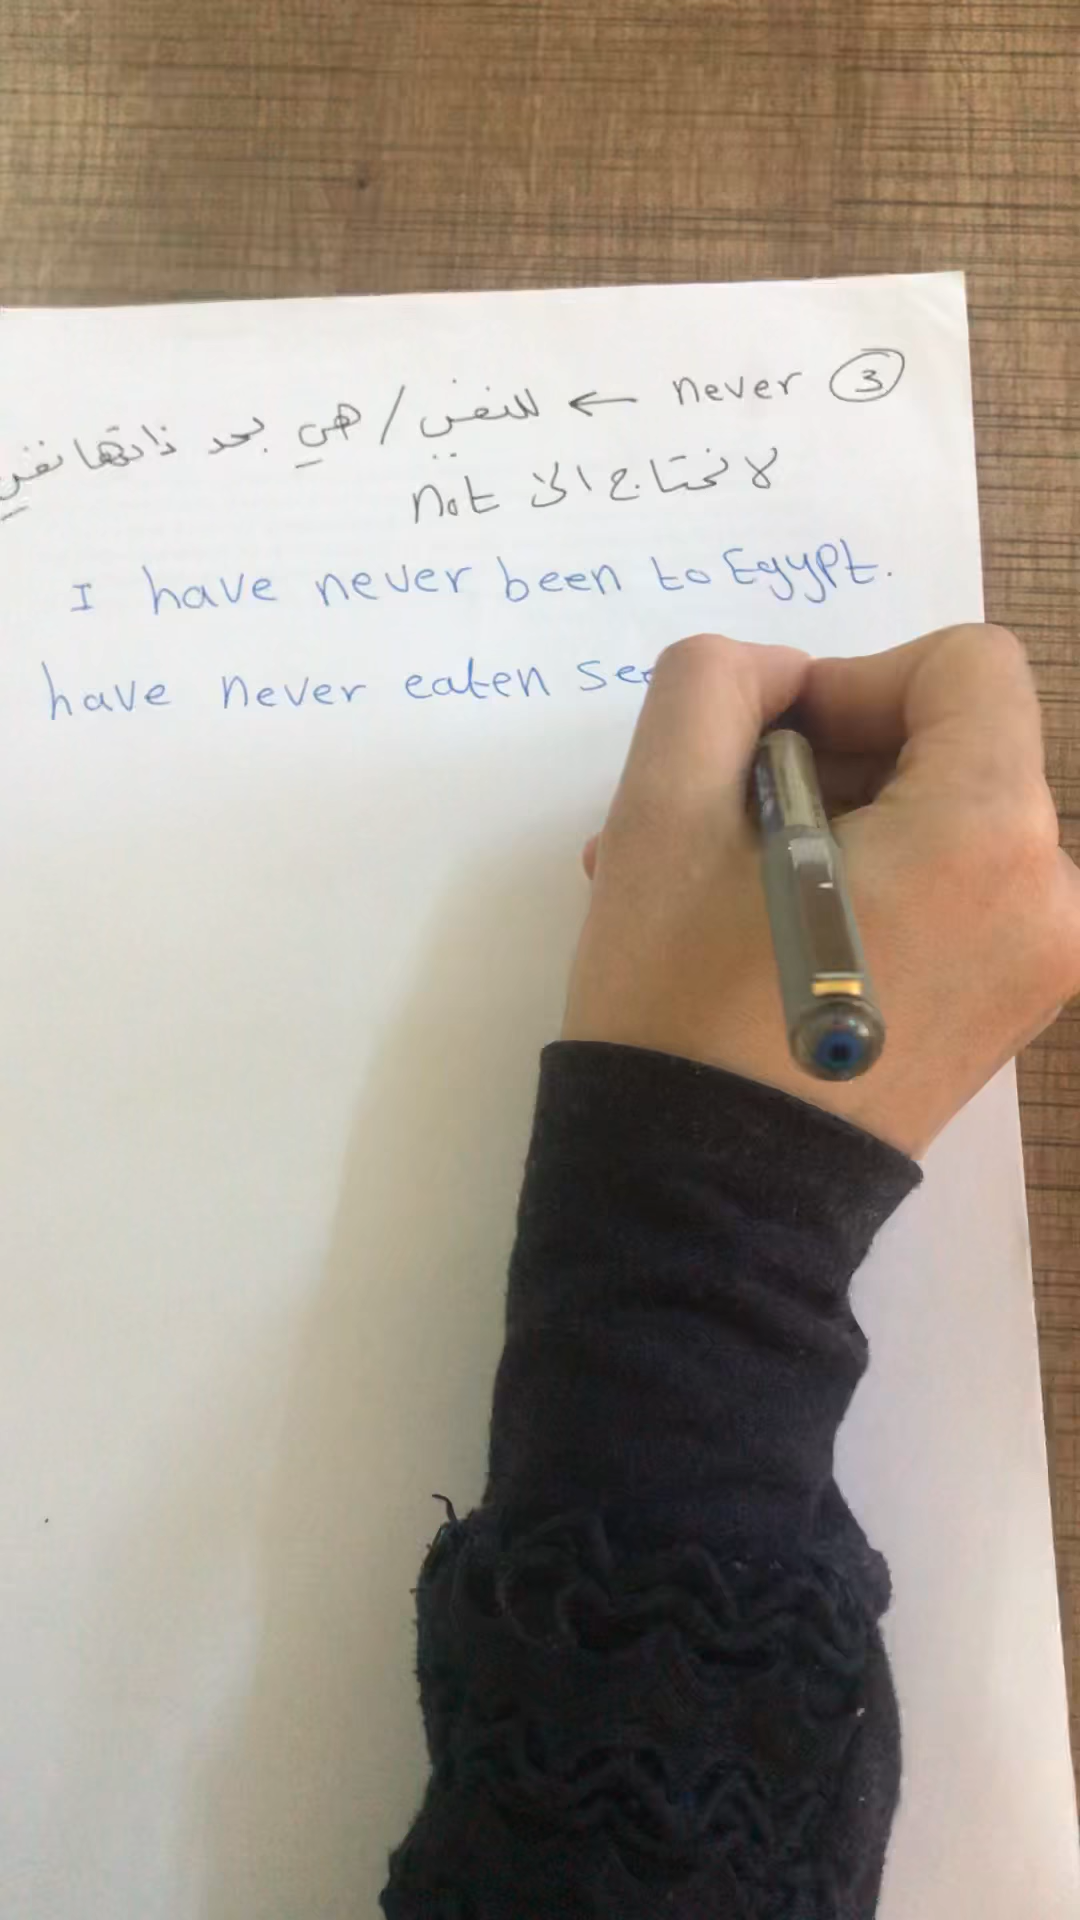 ③ never ← للنفي / هي بحد ذاتها نفي
لا نحتاج الى not
I have never been to Egypt.
have never eaten se